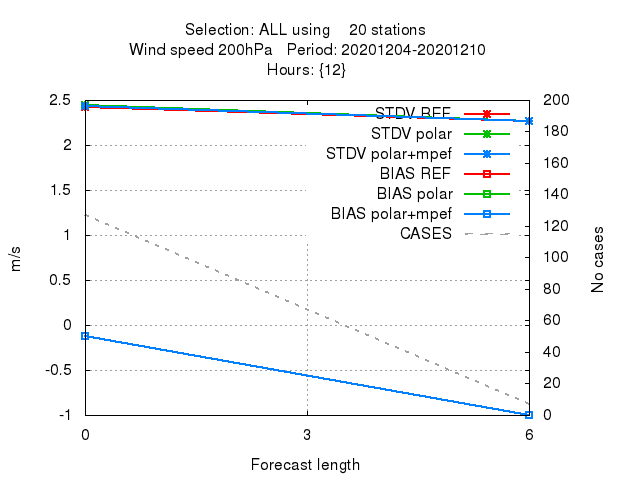 Selection: ALL using    20 stations
Wind speed 200hPa   Period: 20201204-20201210
Hours: {12}
2.5
2
1.5
1
0.5
0
-0.5
-1
200
180
160
140
120
100
80
60
40
20
0
STDV REF
STDV polar
STDV polar+mpef
BIAS REF
BIAS polar
BIAS polar+mpef
CASES
m/s
No cases
0
3
6
Forecast length